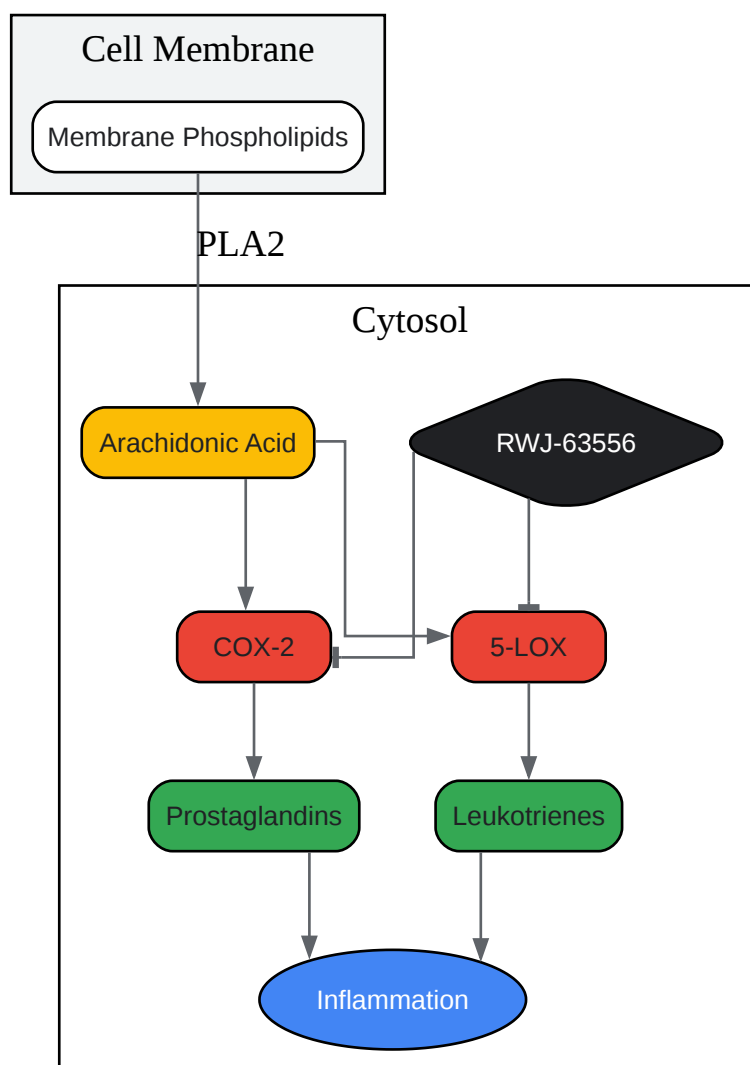 Cell Membrane
Membrane Phospholipids
PLA2
Cytosol
Arachidonic Acid
RWJ-63556
COX-2
5-LOX
Prostaglandins
Leukotrienes
Inflammation